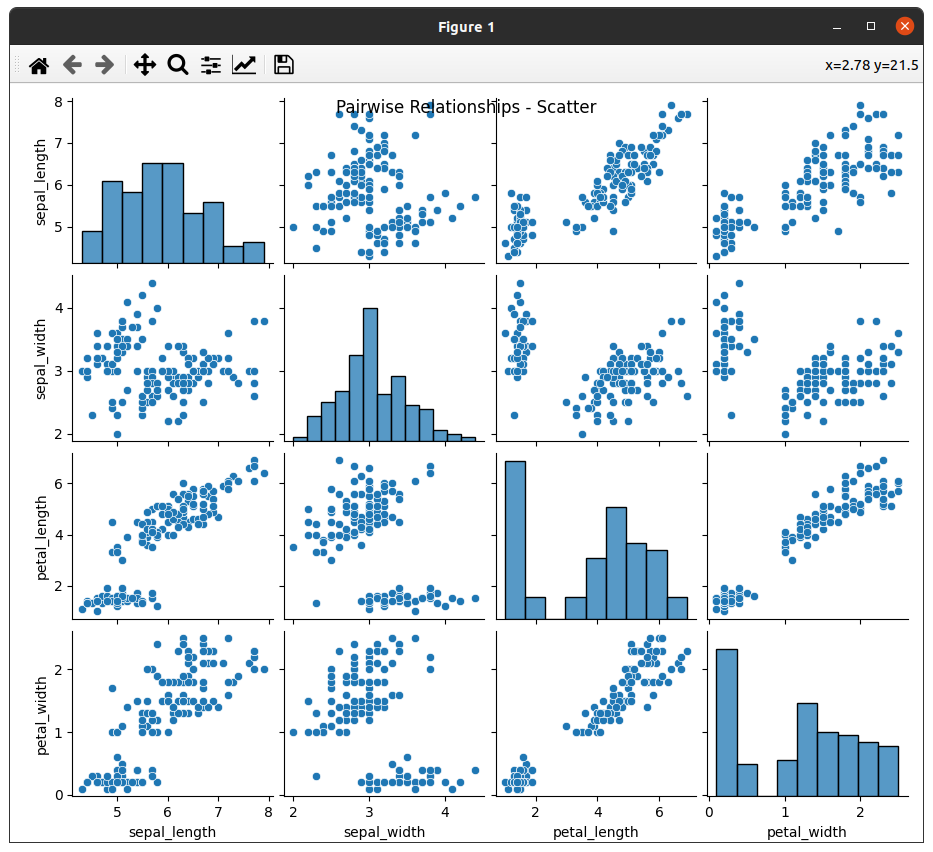 Figure 1
x=2.78 y=21.5
Pairwise Relationships - Scatter
8
7
6
5
sepal_length
4
3
2
sepal_width
6
4
2
petal_length
2
1
0
petal_width
5 6 7 8
sepal_length
2 3 4
sepal_width
2 4 6
petal_length
0 1 2
petal_width